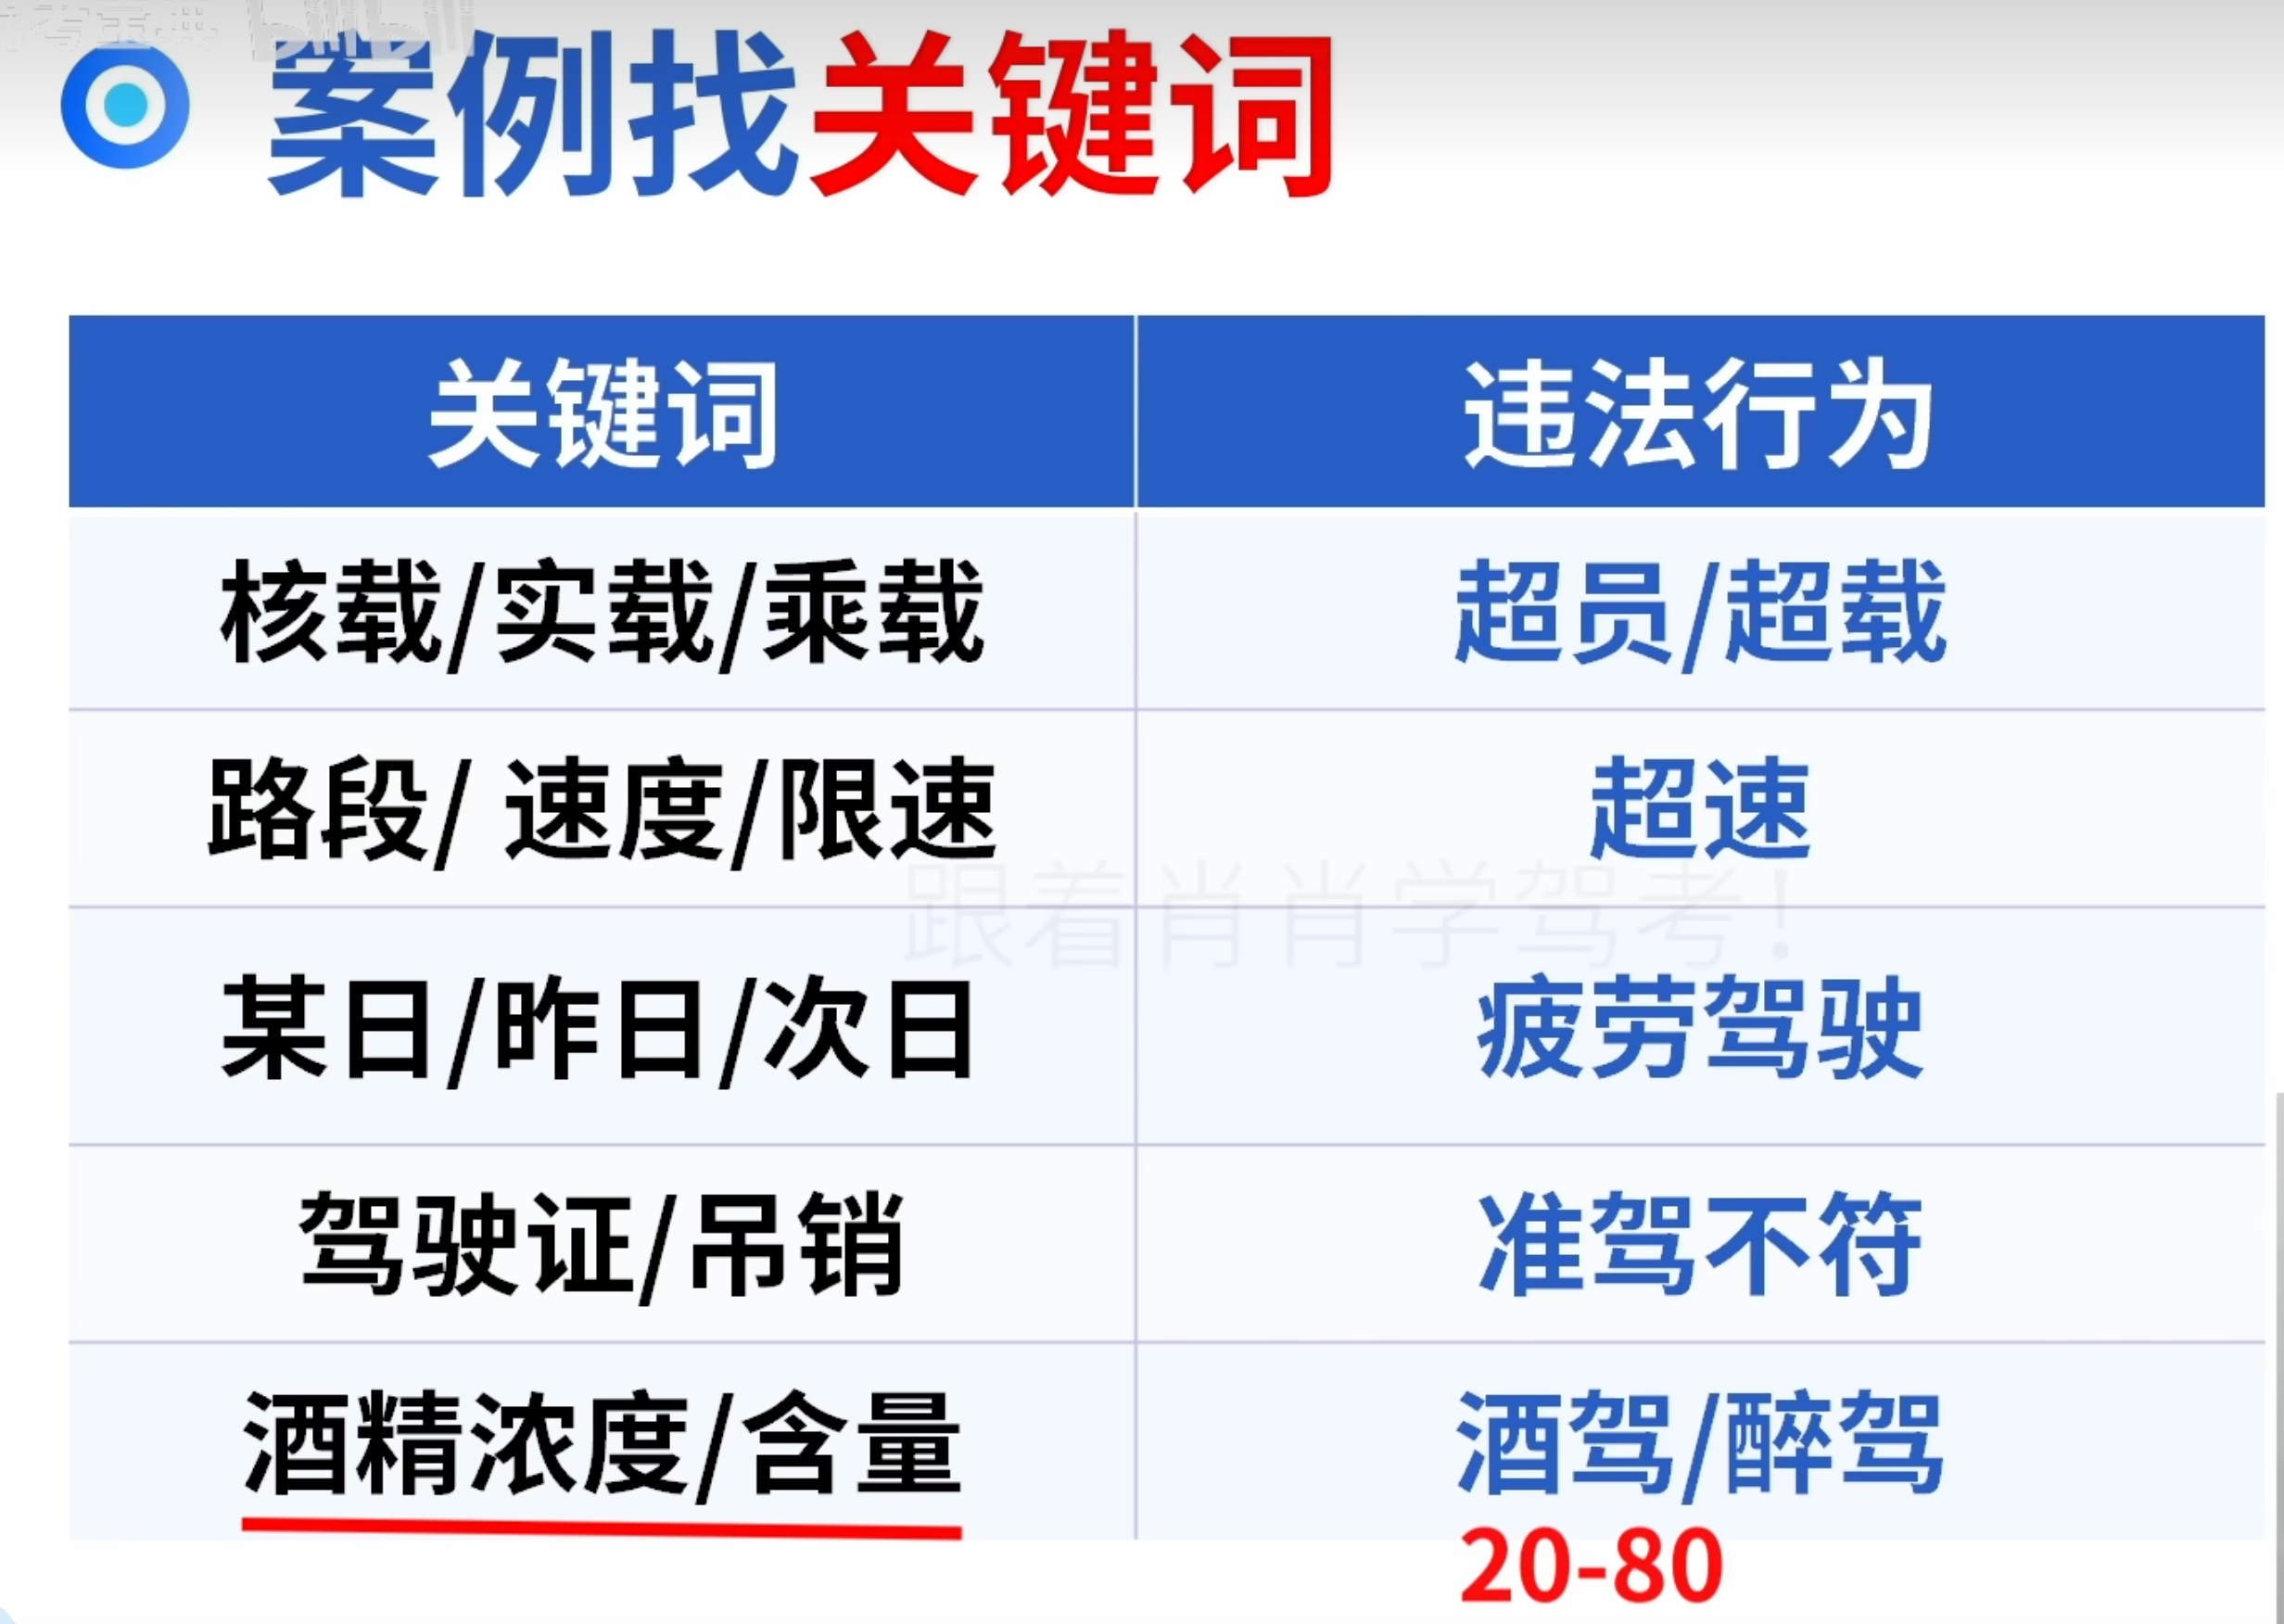 案例找关键词
关键词 违法行为
核载/实载/乘载 超员/超载
路段/ 速度/限速 超速
跟着肖肖学驾考!
某日/昨日/次日 疲劳驾驶
驾驶证/吊销 准驾不符
酒精浓度/含量 酒驾/醉驾
20-80